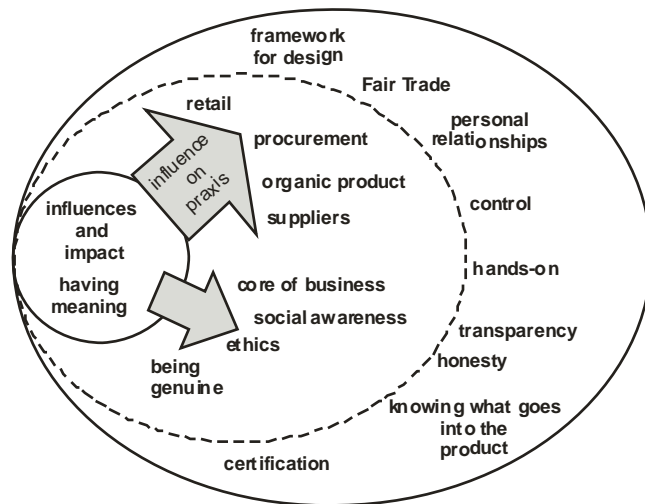 framework
for design
Fair Trade
retail
personal
relationships
procurement
influence
on
praxis
organic product
control
suppliers
influences
and
impact
having
meaning
hands-on
core of business
social awareness
ethics
transparency
being
genuine
honesty
knowing what goes
into the
product
certification